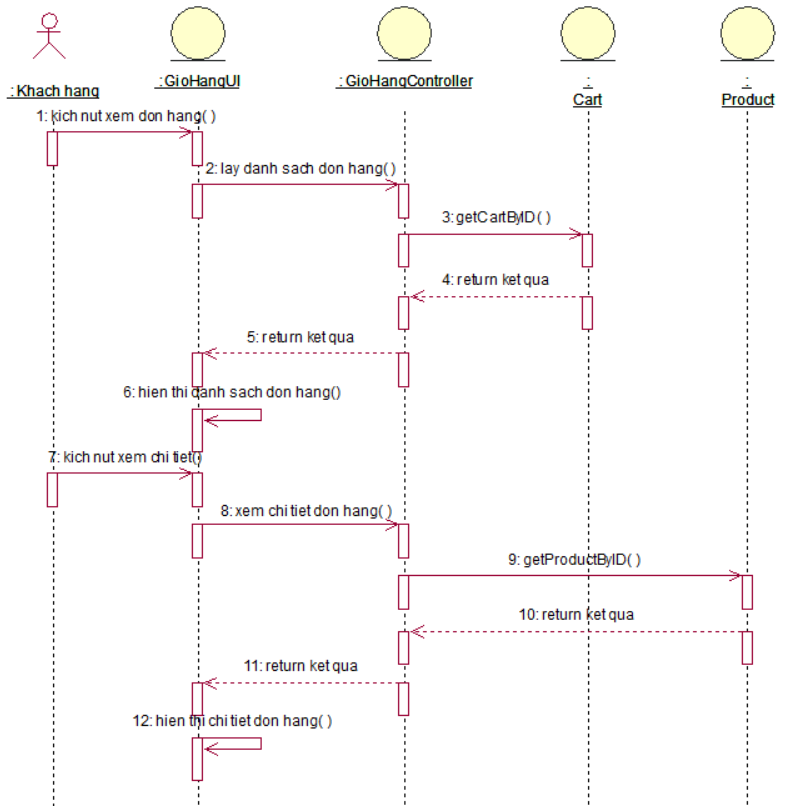 : Khach hang
: GioHangUI
: GioHangController
:
Cart
:
Product
1: kich nut xem don hang( )
2: lay danh sach don hang( )
3: getCartByID( )
4: return ket qua
5: return ket qua
6: hien thi danh sach don hang()
7: kich nut xem chi tiet()
8: xem chi tiet don hang( )
9: getProductByID( )
10: return ket qua
11: return ket qua
12: hien thi chi tiet don hang( )